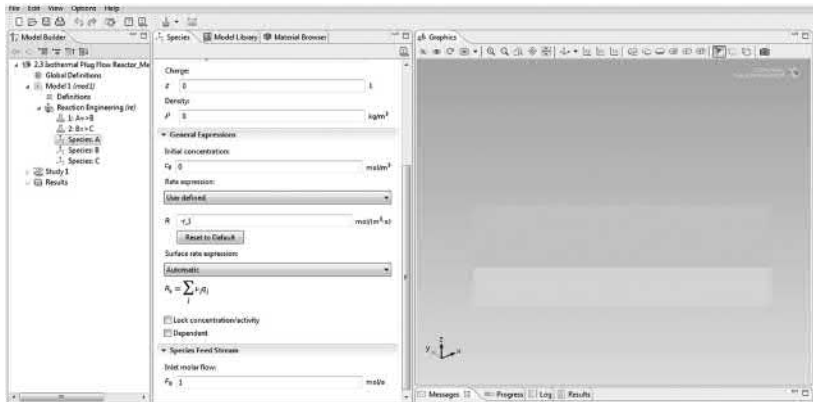 File Edit View Options Help
Model Builder
Species
Model Library
Material Browser
Graphics
2.3 Isothermal Plug Flow Reactor_Me
Global Definitions
Model 1 (mod1)
Definitions
Reaction Engineering (re)
1: A=>B
2: B=>C
Species: A
Species: B
Species: C
Study 1
Results
Charge:
z 0 1
Density:
ρ 0 kg/m³
General Expressions
Initial concentration:
c₀ 0 mol/m³
Rate expression:
User defined
R -r_1 mol/(m³·s)
Reset to Default
Surface rate expression:
Automatic
Lock concentration/activity
Dependent
Species Feed Stream
Inlet molar flow:
F₀ 1 mol/s
y z x
Messages
Progress
Log
Results